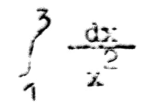 ∫₁³ dx/x²